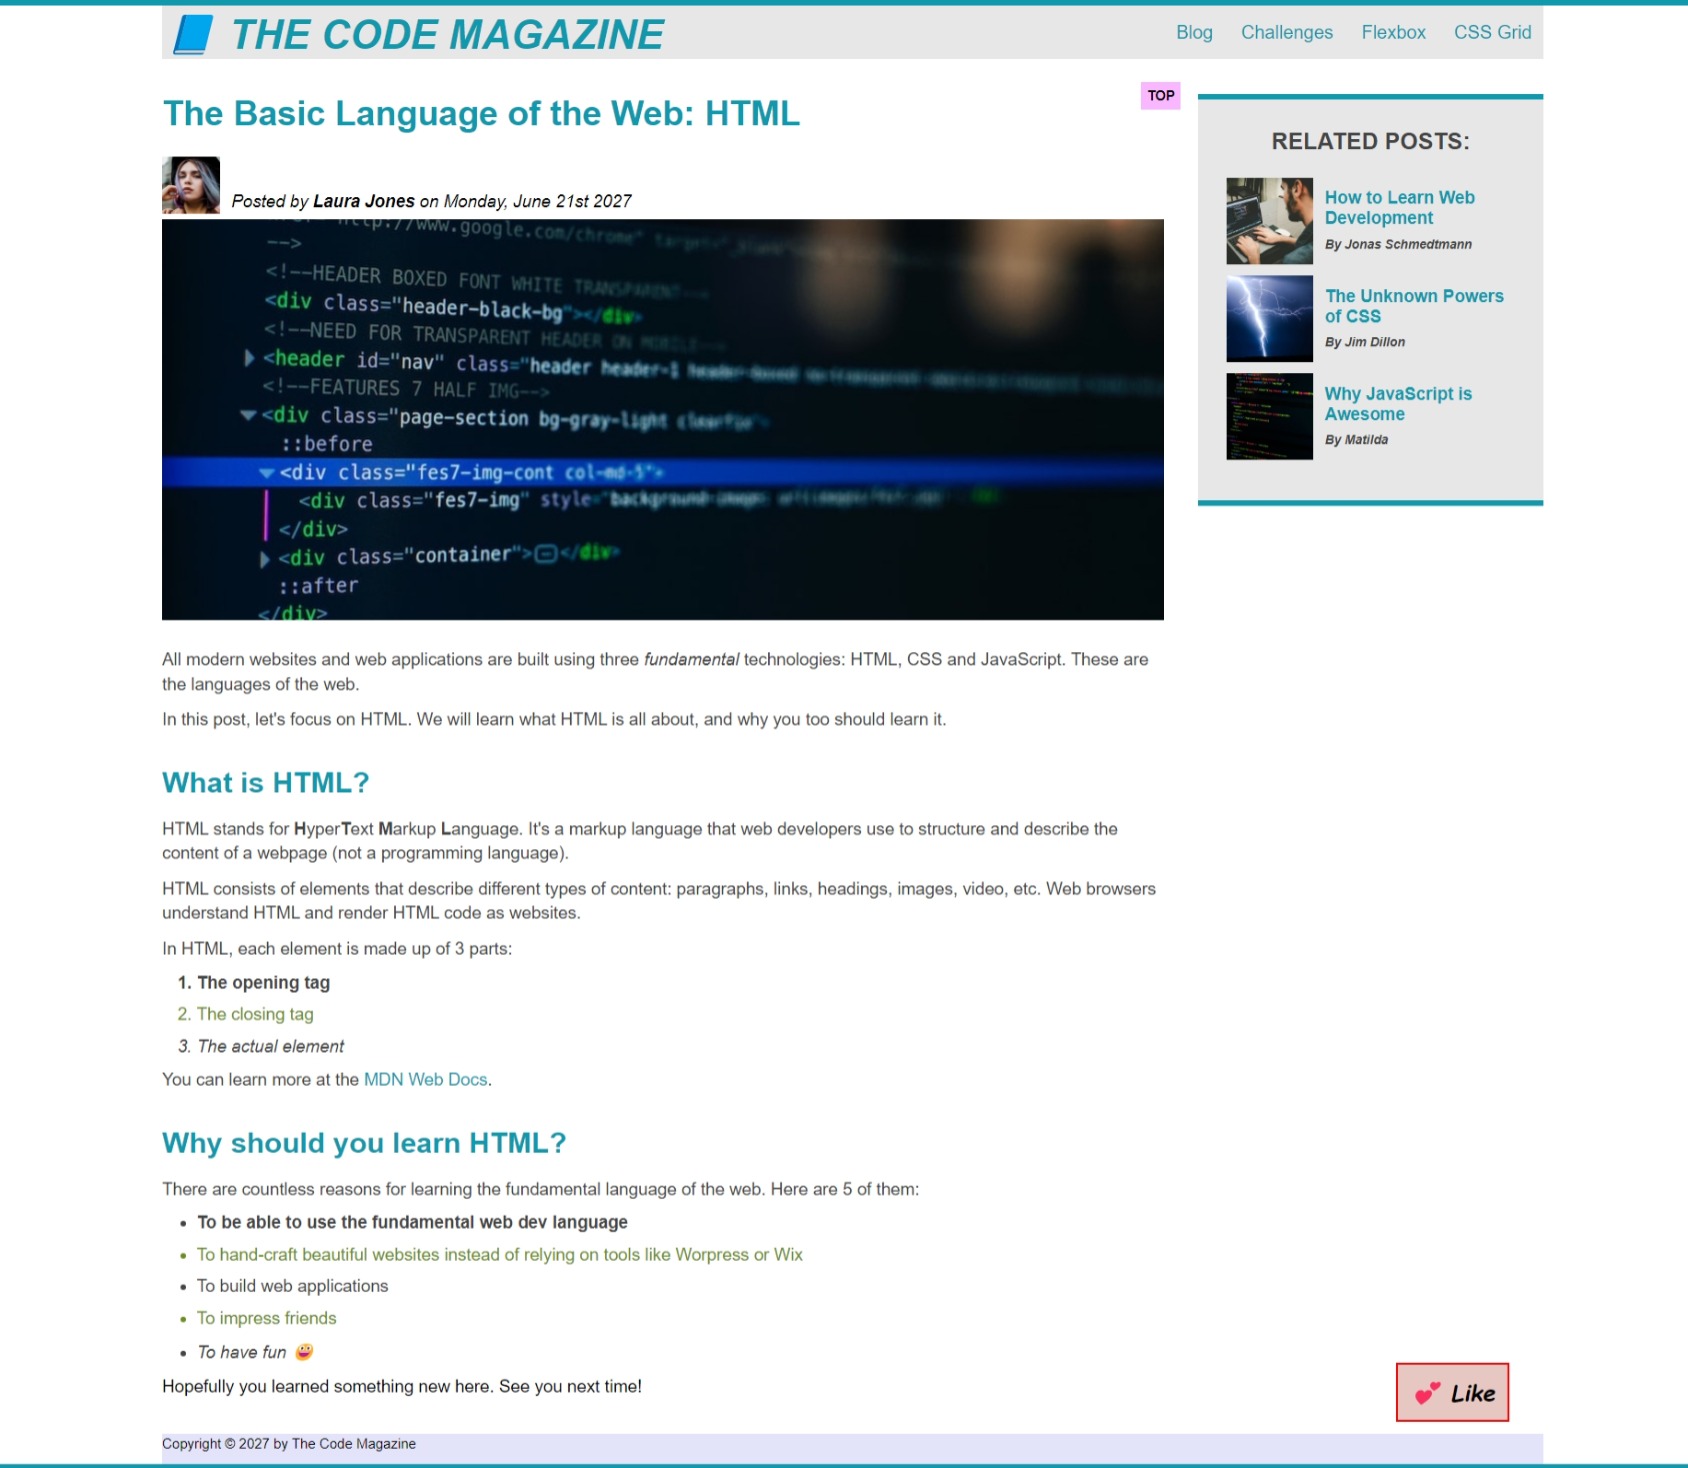 THE CODE MAGAZINE
Blog Challenges Flexbox CSS Grid
The Basic Language of the Web: HTML
TOP
Posted by Laura Jones on Monday, June 21st 2027
http://www.google.com/chrome"
-->
<!--HEADER BOXED FONT WHITE TRANSPARENT--
<div class="header-black-bg"></div>
<!--NEED FOR TRANSPARENT HEADER ON MOBILE--
<header id="nav" class="header header-1
<!--FEATURES 7 HALF IMG-->
<div class="page-section bg-gray-light clearfix">
::before
<div class="fes7-img-cont col-md-5">
<div class="fes7-img" style="
</div>
<div class="container"></div>
::after
</div>
All modern websites and web applications are built using three fundamental technologies: HTML, CSS and JavaScript. These are
the languages of the web.
In this post, let's focus on HTML. We will learn what HTML is all about, and why you too should learn it.
What is HTML?
HTML stands for HyperText Markup Language. It's a markup language that web developers use to structure and describe the
content of a webpage (not a programming language).
HTML consists of elements that describe different types of content: paragraphs, links, headings, images, video, etc. Web browsers
understand HTML and render HTML code as websites.
In HTML, each element is made up of 3 parts:
1. The opening tag
2. The closing tag
3. The actual element
You can learn more at the MDN Web Docs.
Why should you learn HTML?
There are countless reasons for learning the fundamental language of the web. Here are 5 of them:
• To be able to use the fundamental web dev language
• To hand-craft beautiful websites instead of relying on tools like Worpress or Wix
• To build web applications
• To impress friends
• To have fun 🤪
Hopefully you learned something new here. See you next time!
RELATED POSTS:
How to Learn Web
Development
By Jonas Schmedtmann
The Unknown Powers
of CSS
By Jim Dillon
Why JavaScript is
Awesome
By Matilda
💕 Like
Copyright © 2027 by The Code Magazine